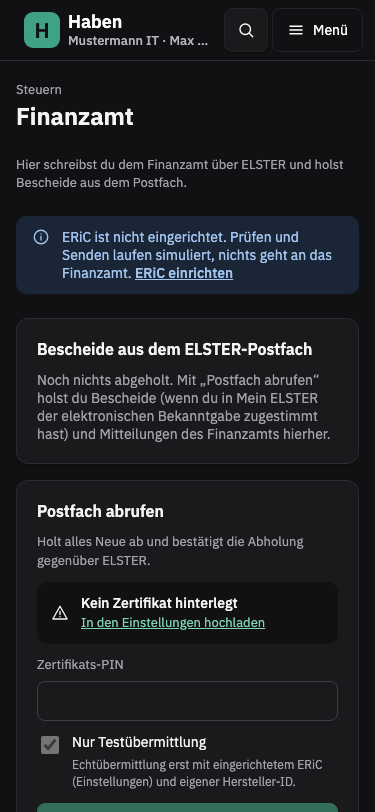 H
Haben
Mustermann IT · Max ...
Menü
Steuern
Finanzamt
Hier schreibst du dem Finanzamt über ELSTER und holst
Bescheide aus dem Postfach.
ERiC ist nicht eingerichtet. Prüfen und
Senden laufen simuliert, nichts geht an das
Finanzamt. ERiC einrichten
Bescheide aus dem ELSTER-Postfach
Noch nichts abgeholt. Mit „Postfach abrufen“
holst du Bescheide (wenn du in Mein ELSTER
der elektronischen Bekanntgabe zugestimmt
hast) und Mitteilungen des Finanzamts hierher.
Postfach abrufen
Holt alles Neue ab und bestätigt die Abholung
gegenüber ELSTER.
Kein Zertifikat hinterlegt
In den Einstellungen hochladen
Zertifikats-PIN
Nur Testübermittlung
Echtübermittlung erst mit eingerichtetem ERiC
(Einstellungen) und eigener Hersteller-ID.